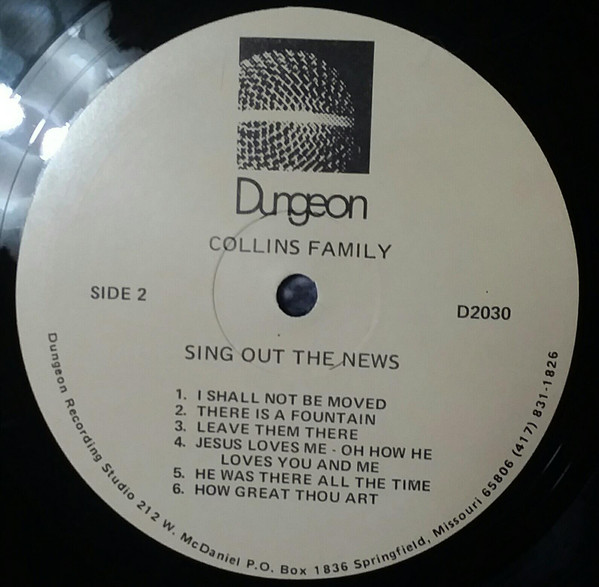 Dungeon
COLLINS FAMILY
SIDE 2
D2030
SING OUT THE NEWS
1. I SHALL NOT BE MOVED
2. THERE IS A FOUNTAIN
3. LEAVE THEM THERE
4. JESUS LOVES ME - OH HOW HE
LOVES YOU AND ME
5. HE WAS THERE ALL THE TIME
6. HOW GREAT THOU ART
Dungeon Recording Studio 212 W. McDaniel P.O. Box 1836 Springfield, Missouri 65806 (417) 831-1826